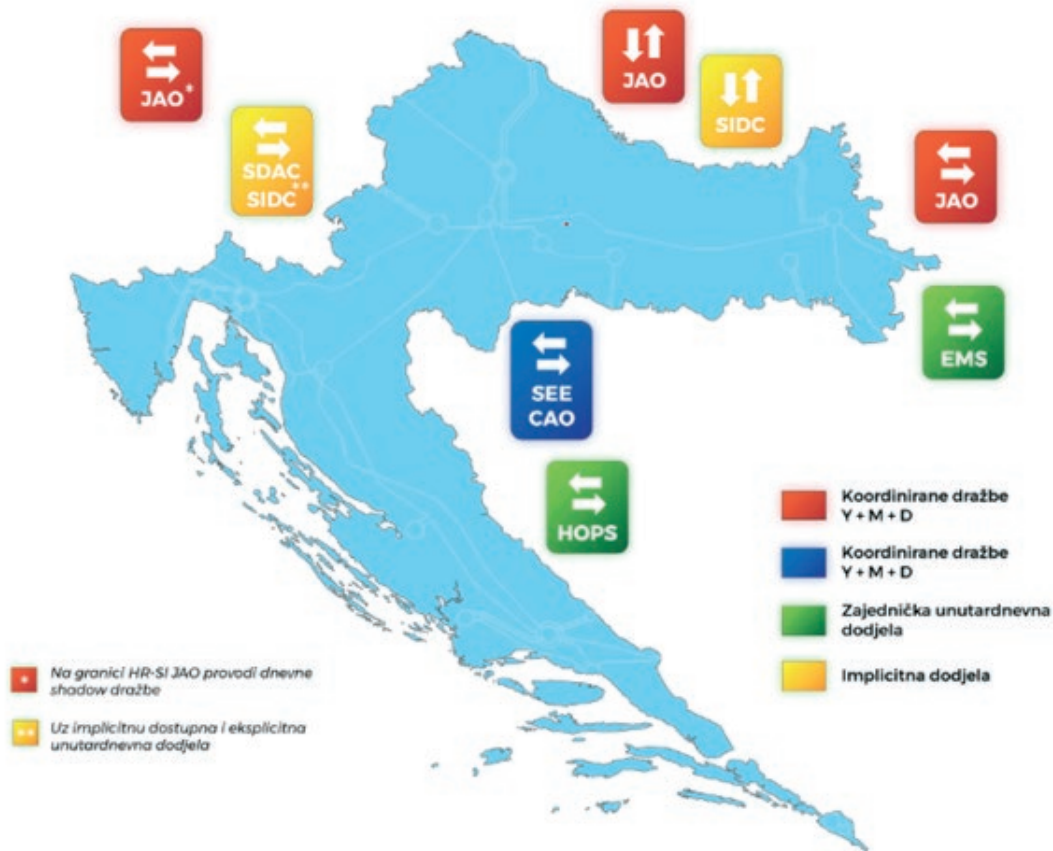 JAO*
SDAC
SIDC**
JAO
SIDC
JAO
EMS
SEE
CAO
HOPS
Koordinirane dražbe
Y + M + D
Koordinirane dražbe
Y + M + D
Zajednička unutardnevna
dodjela
Implicitna dodjela
* Na granici HR-SI JAO provodi dnevne
shadow dražbe
** Uz implicitnu dostupna i eksplicitna
unutardnevna dodjela